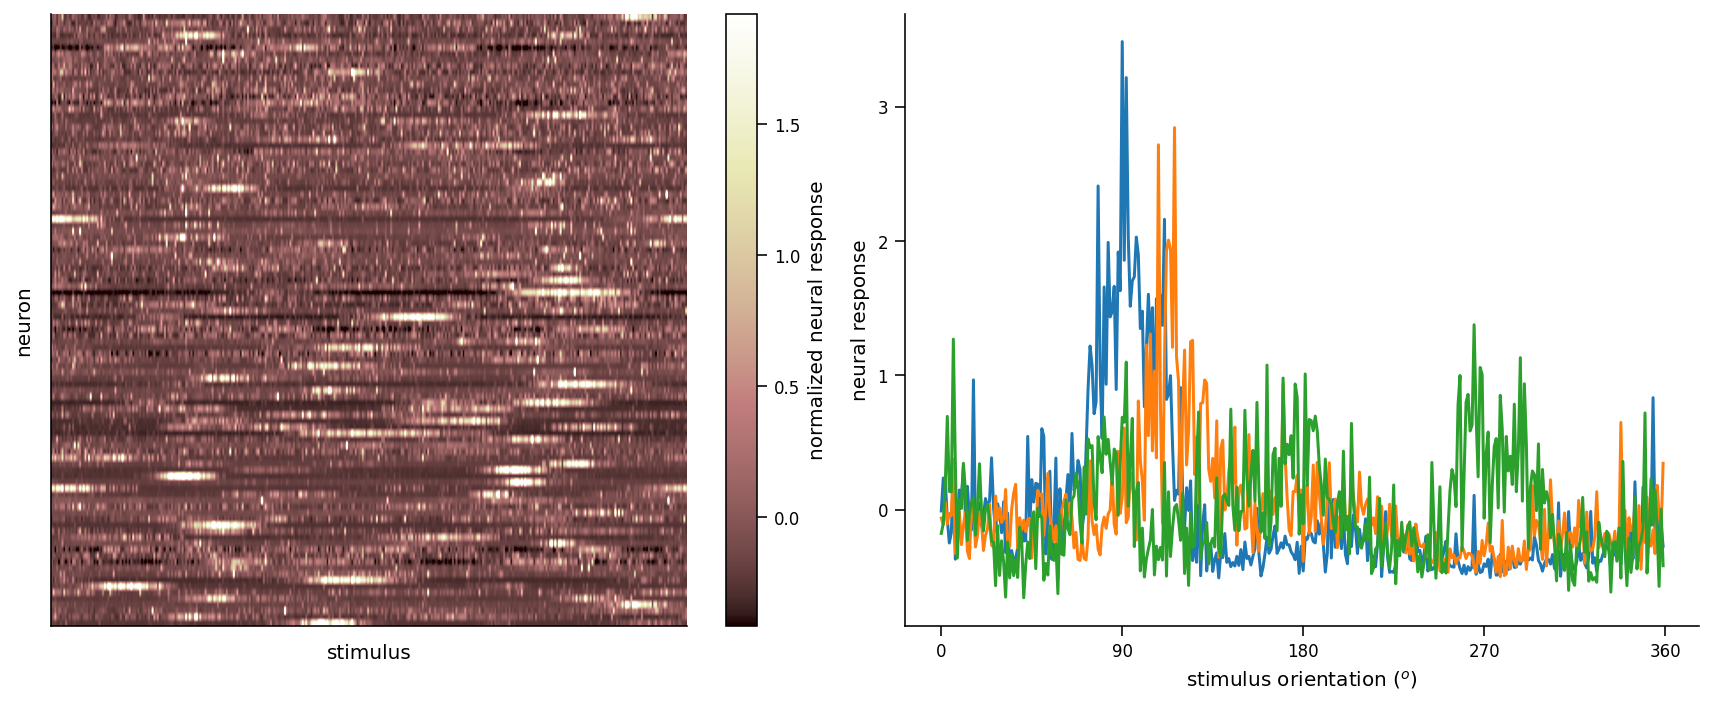 neuron
stimulus
1.5
1.0
0.5
0.0
normalized neural response
neural response
3
2
1
0
0 90 180 270 360
stimulus orientation (o)